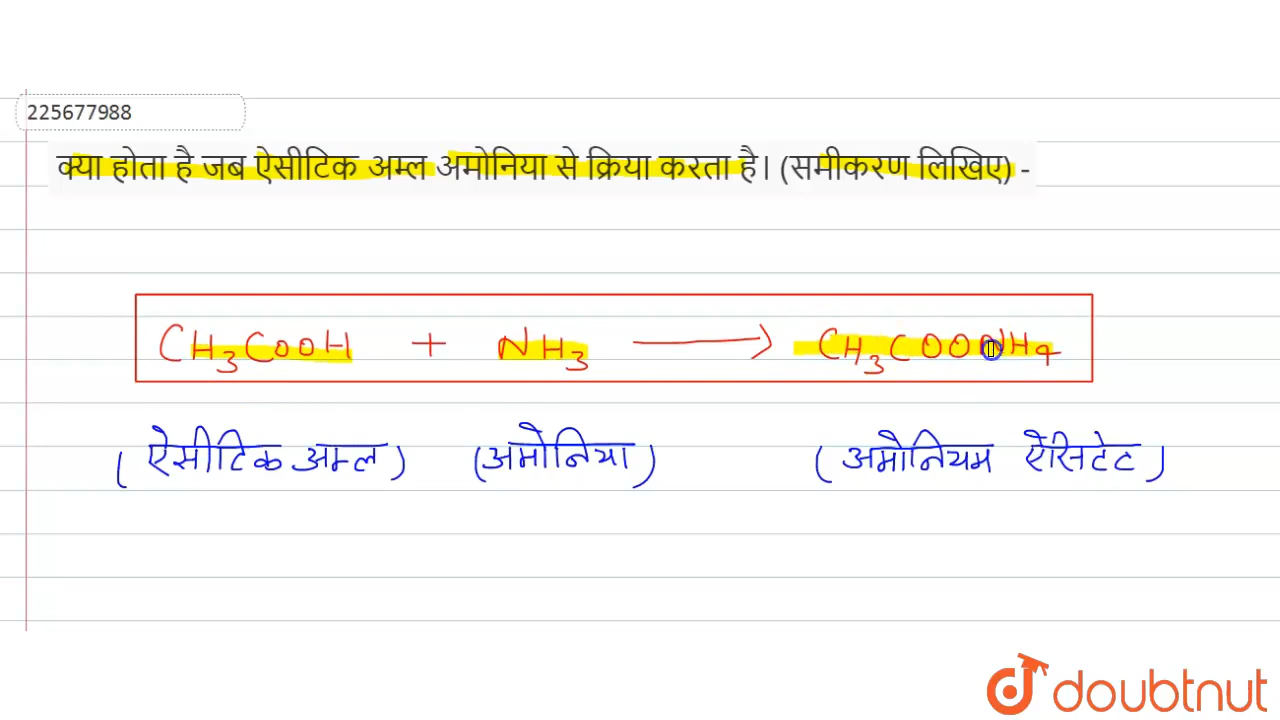 225677988
क्या होता है जब ऐसीटिक अम्ल अमोनिया से क्रिया करता है। (समीकरण लिखिए) -
CH3COOH + NH3 ⟶ CH3COONH4
(ऐसीटिक अम्ल) (अमोनिया) (अमोनियम ऐसिटेट)
doubtnut